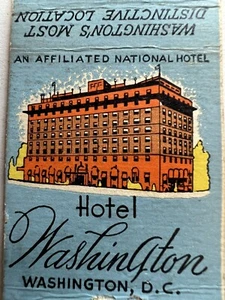 WASHINGTON'S MOST
DISTINCTIVE LOCATION
AN AFFILIATED NATIONAL HOTEL
Hotel
Washington
WASHINGTON, D.C.